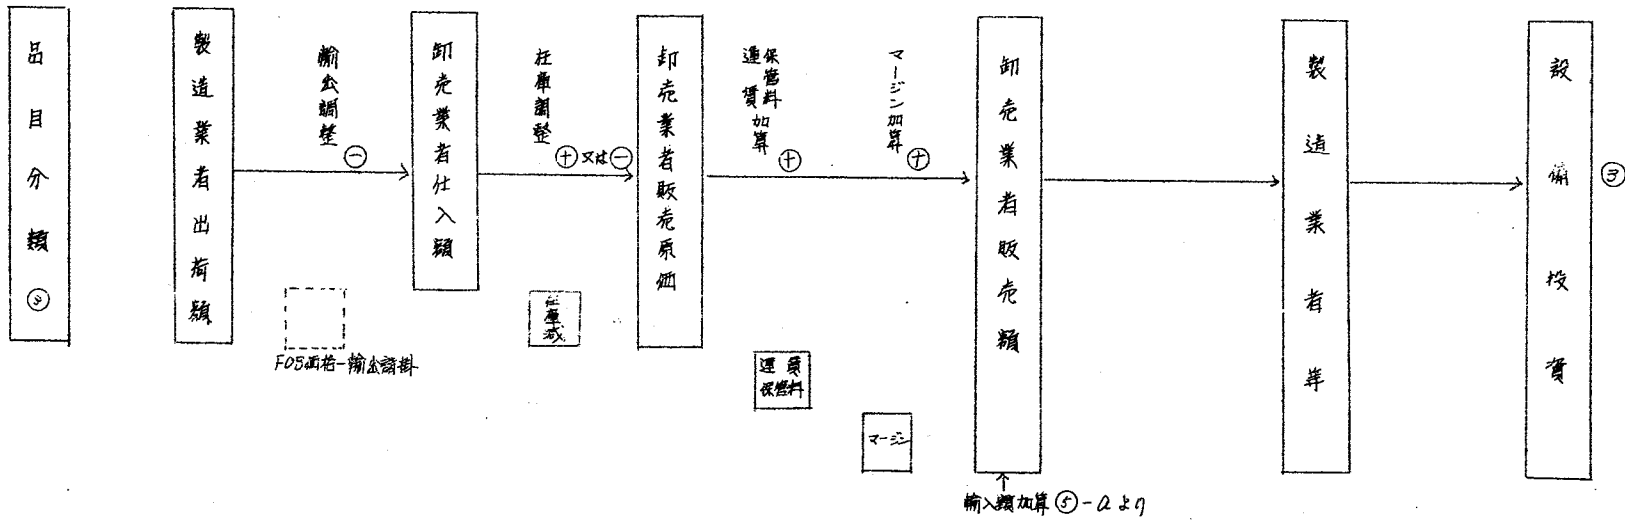 品目分類③
製造業者出荷額
輸出調整
㊀
FOB価格-輸出諸掛
卸売業者仕入額
在庫調整
㊉又は㊀
在庫減
卸売業者販売原価
保管料
運賃加算
㊉
運賃
保管料
マージン加算
㊉
マージン
卸売業者販売額
↑
輸入額加算⑤-aより
製造業者等
設備投資
③